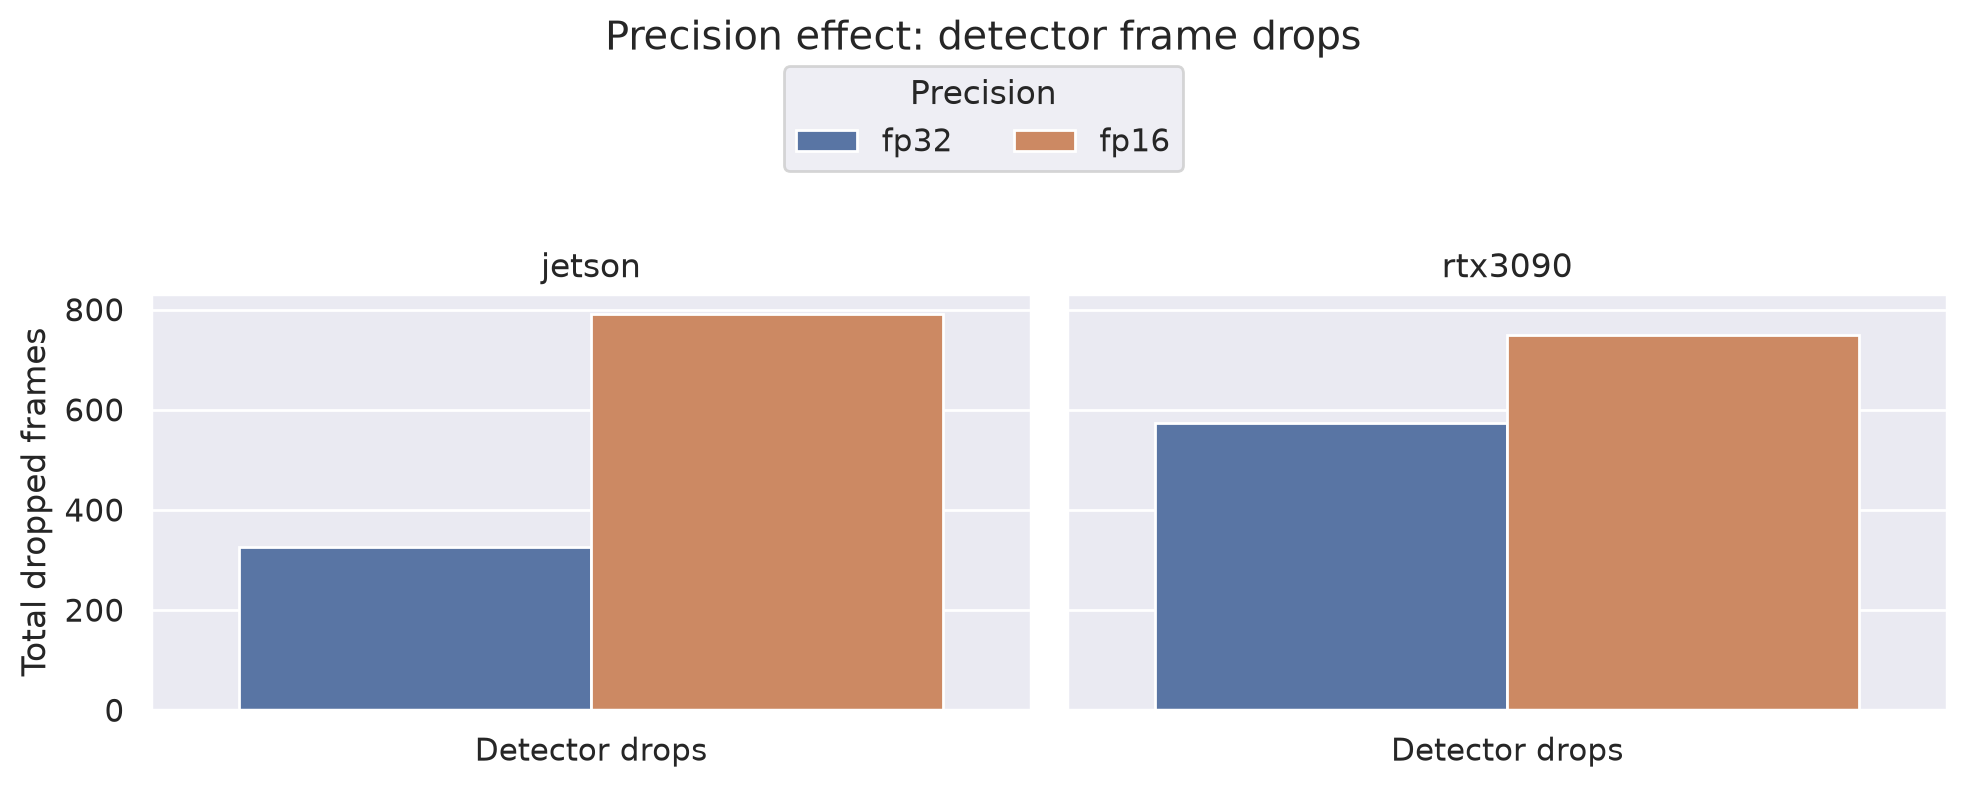 Precision effect: detector frame drops
Precision
fp32 fp16
jetson
rtx3090
Total dropped frames
800
600
400
200
0
Detector drops
Detector drops